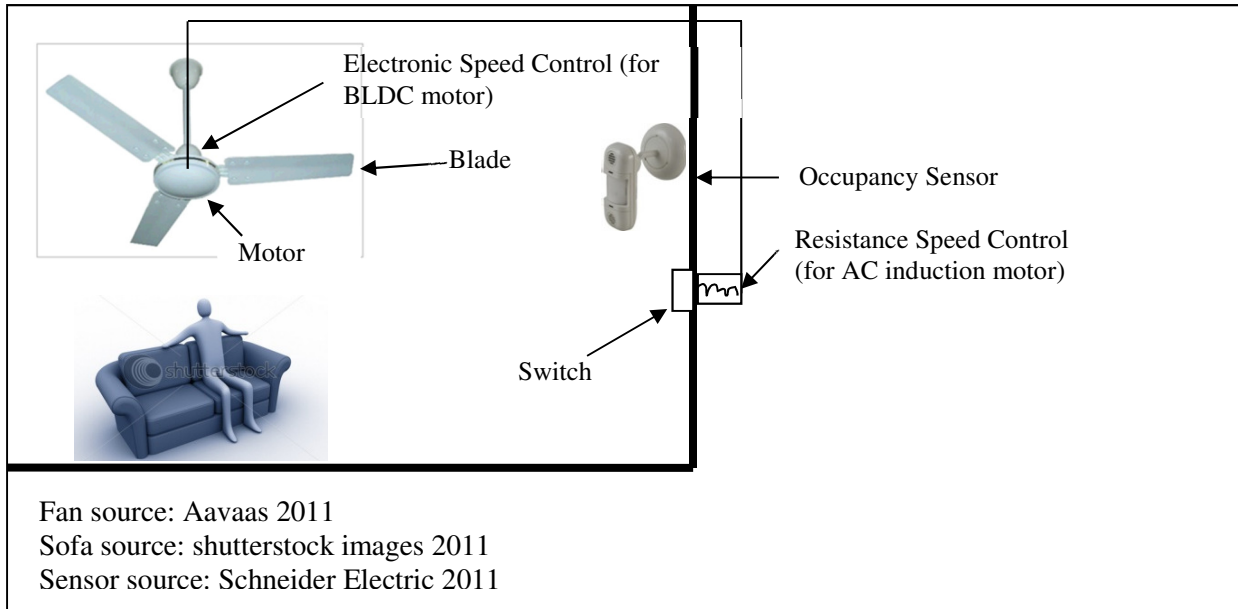 Electronic Speed Control (for
BLDC motor)
Blade
Motor
Occupancy Sensor
Resistance Speed Control
(for AC induction motor)
Switch
shutterstock
Fan source: Aavaas 2011
Sofa source: shutterstock images 2011
Sensor source: Schneider Electric 2011